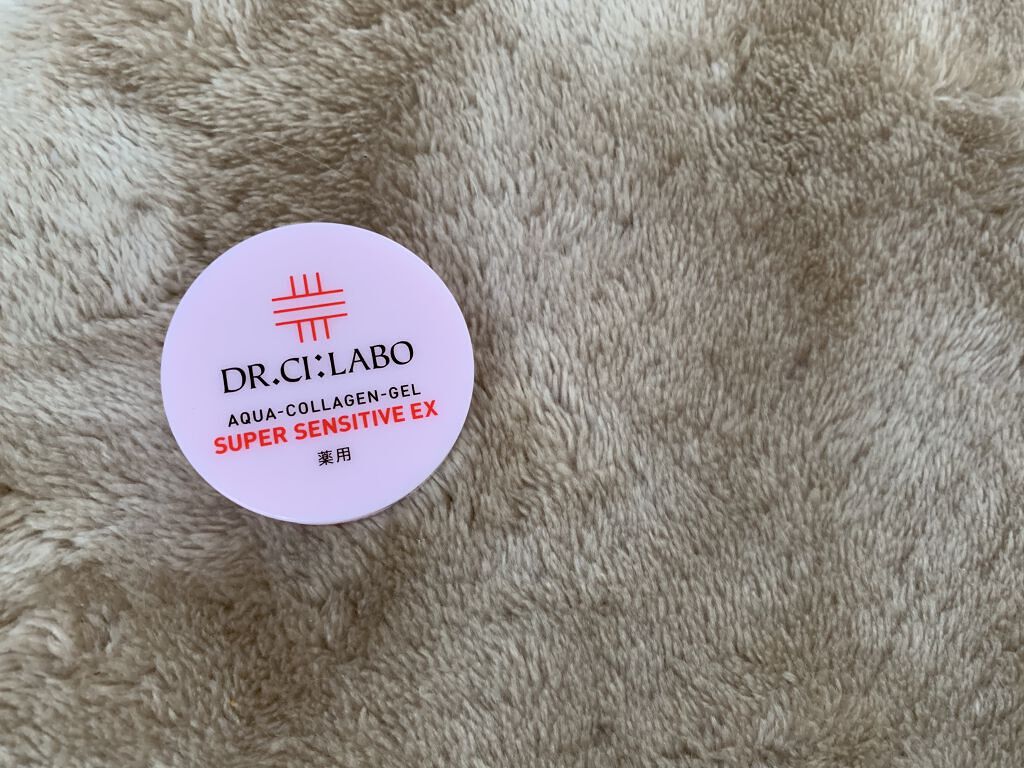 DR.CI:LABO
AQUA-COLLAGEN-GEL
SUPER SENSITIVE EX
薬用